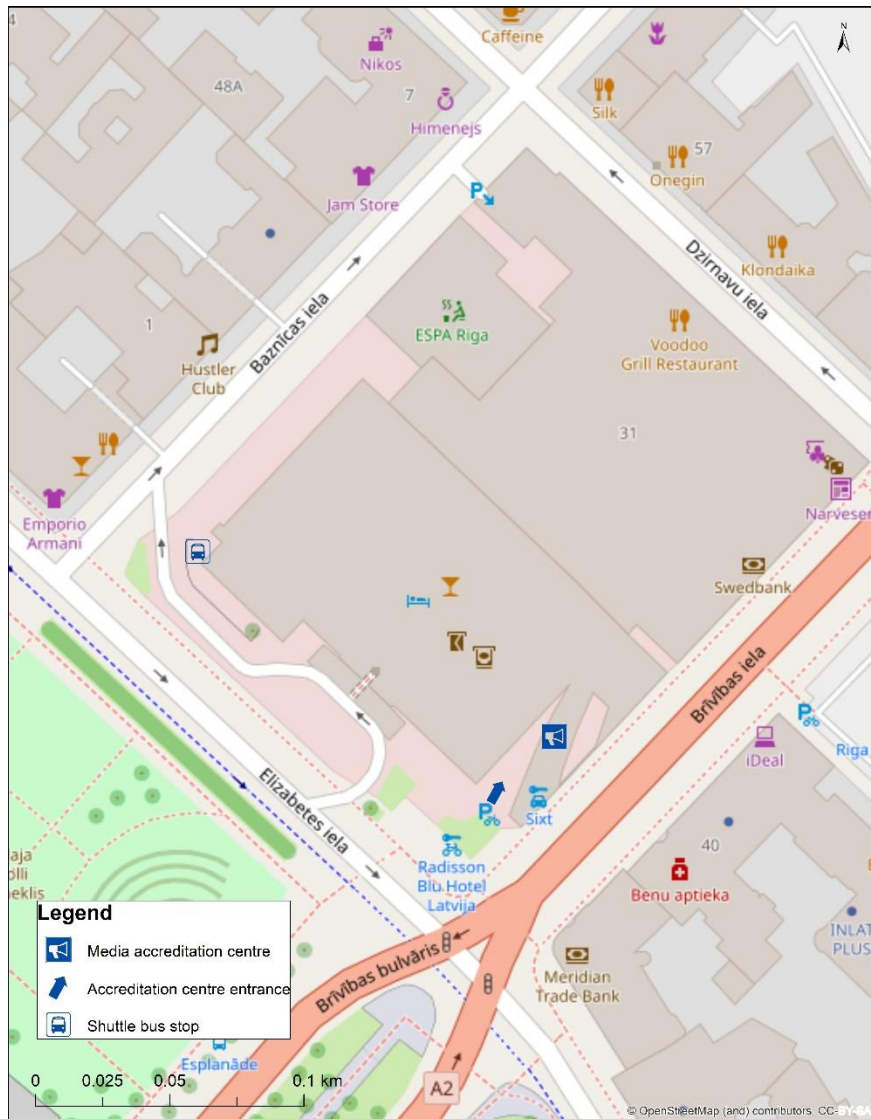 N
4
Caffeine
Nikos
48A
7
Himenejs
Silk
57
P
Onegin
Jam Store
Klondaika
Dzirnavu iela
Baznīcas iela
ESPA Riga
Voodoo
Grill Restaurant
1
Hustler
Club
31
Emporio
Armani
Narvesen
Swedbank
Brīvības iela
P
Riga
iDeal
Elizabetes iela
P
Sixt
40
Radisson
Blu Hotel
Latvija
Benu aptieka
INLAT
PLUS
Meridian
Trade Bank
Brīvības bulvāris
A2
Esplanāde
Legend
Media accreditation centre
Accreditation centre entrance
Shuttle bus stop
0 0.025 0.05 0.1 km
© OpenStreetMap (and) contributors, CC-BY-SA